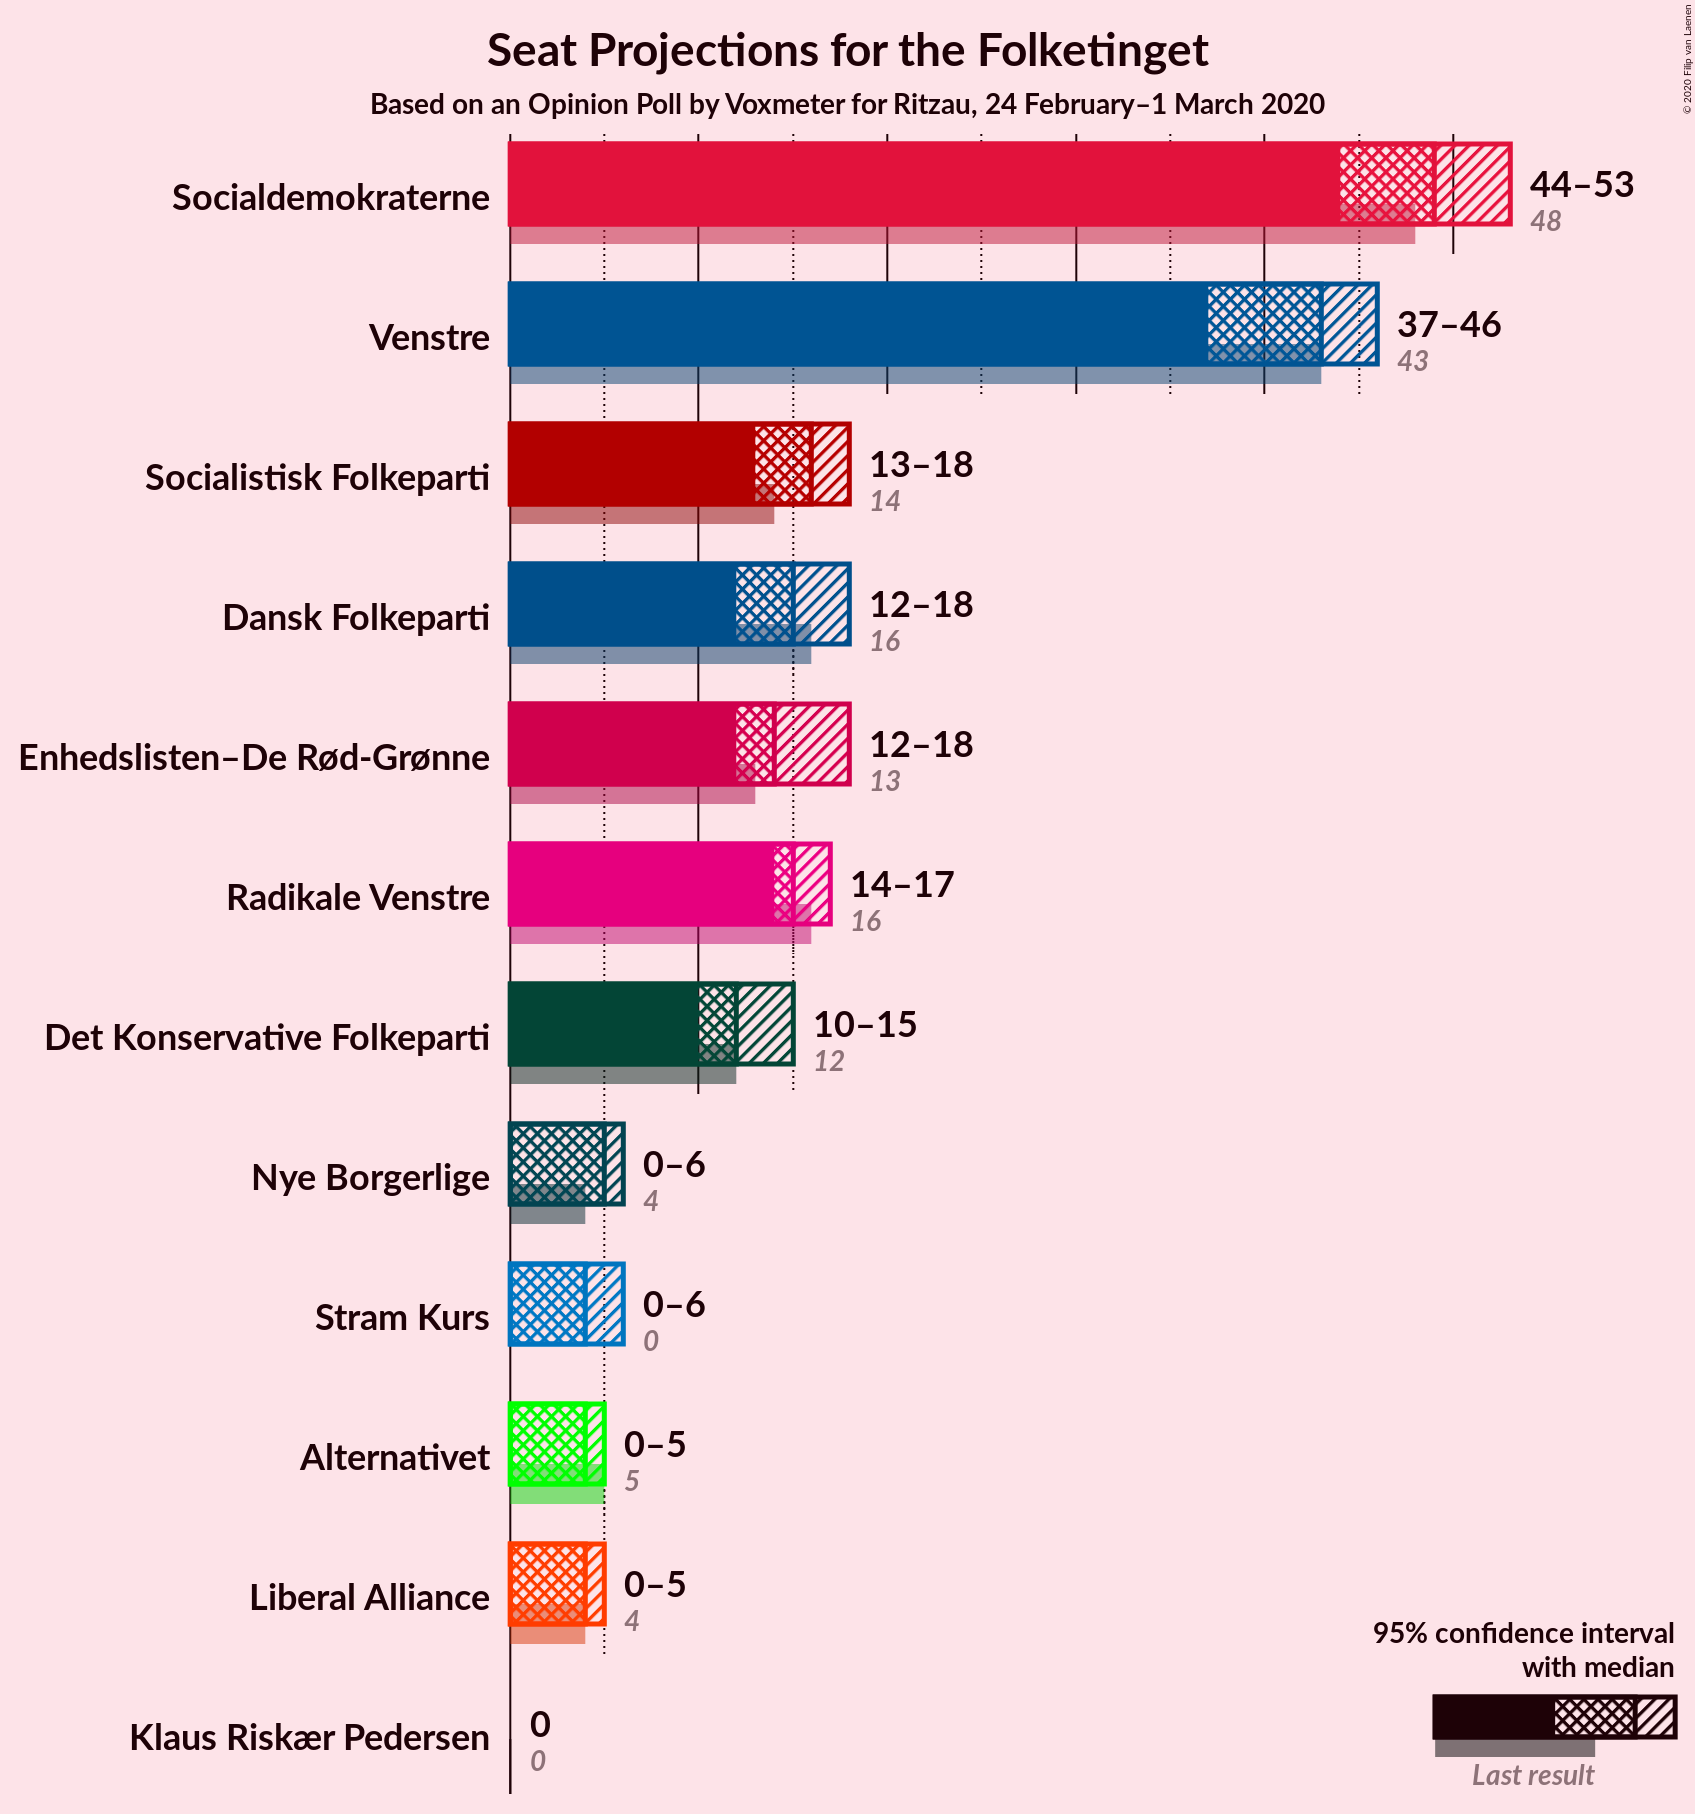 Seat Projections for the Folketinget
Based on an Opinion Poll by Voxmeter for Ritzau, 24 February–1 March 2020
© 2020 Filip van Laenen
Socialdemokraterne
44–53
48
Venstre
37–46
43
Socialistisk Folkeparti
13–18
14
Dansk Folkeparti
12–18
16
Enhedslisten–De Rød-Grønne
12–18
13
Radikale Venstre
14–17
16
Det Konservative Folkeparti
10–15
12
Nye Borgerlige
0–6
4
Stram Kurs
0–6
0
Alternativet
0–5
5
Liberal Alliance
0–5
4
Klaus Riskær Pedersen
0
0
95% confidence interval
with median
Last result